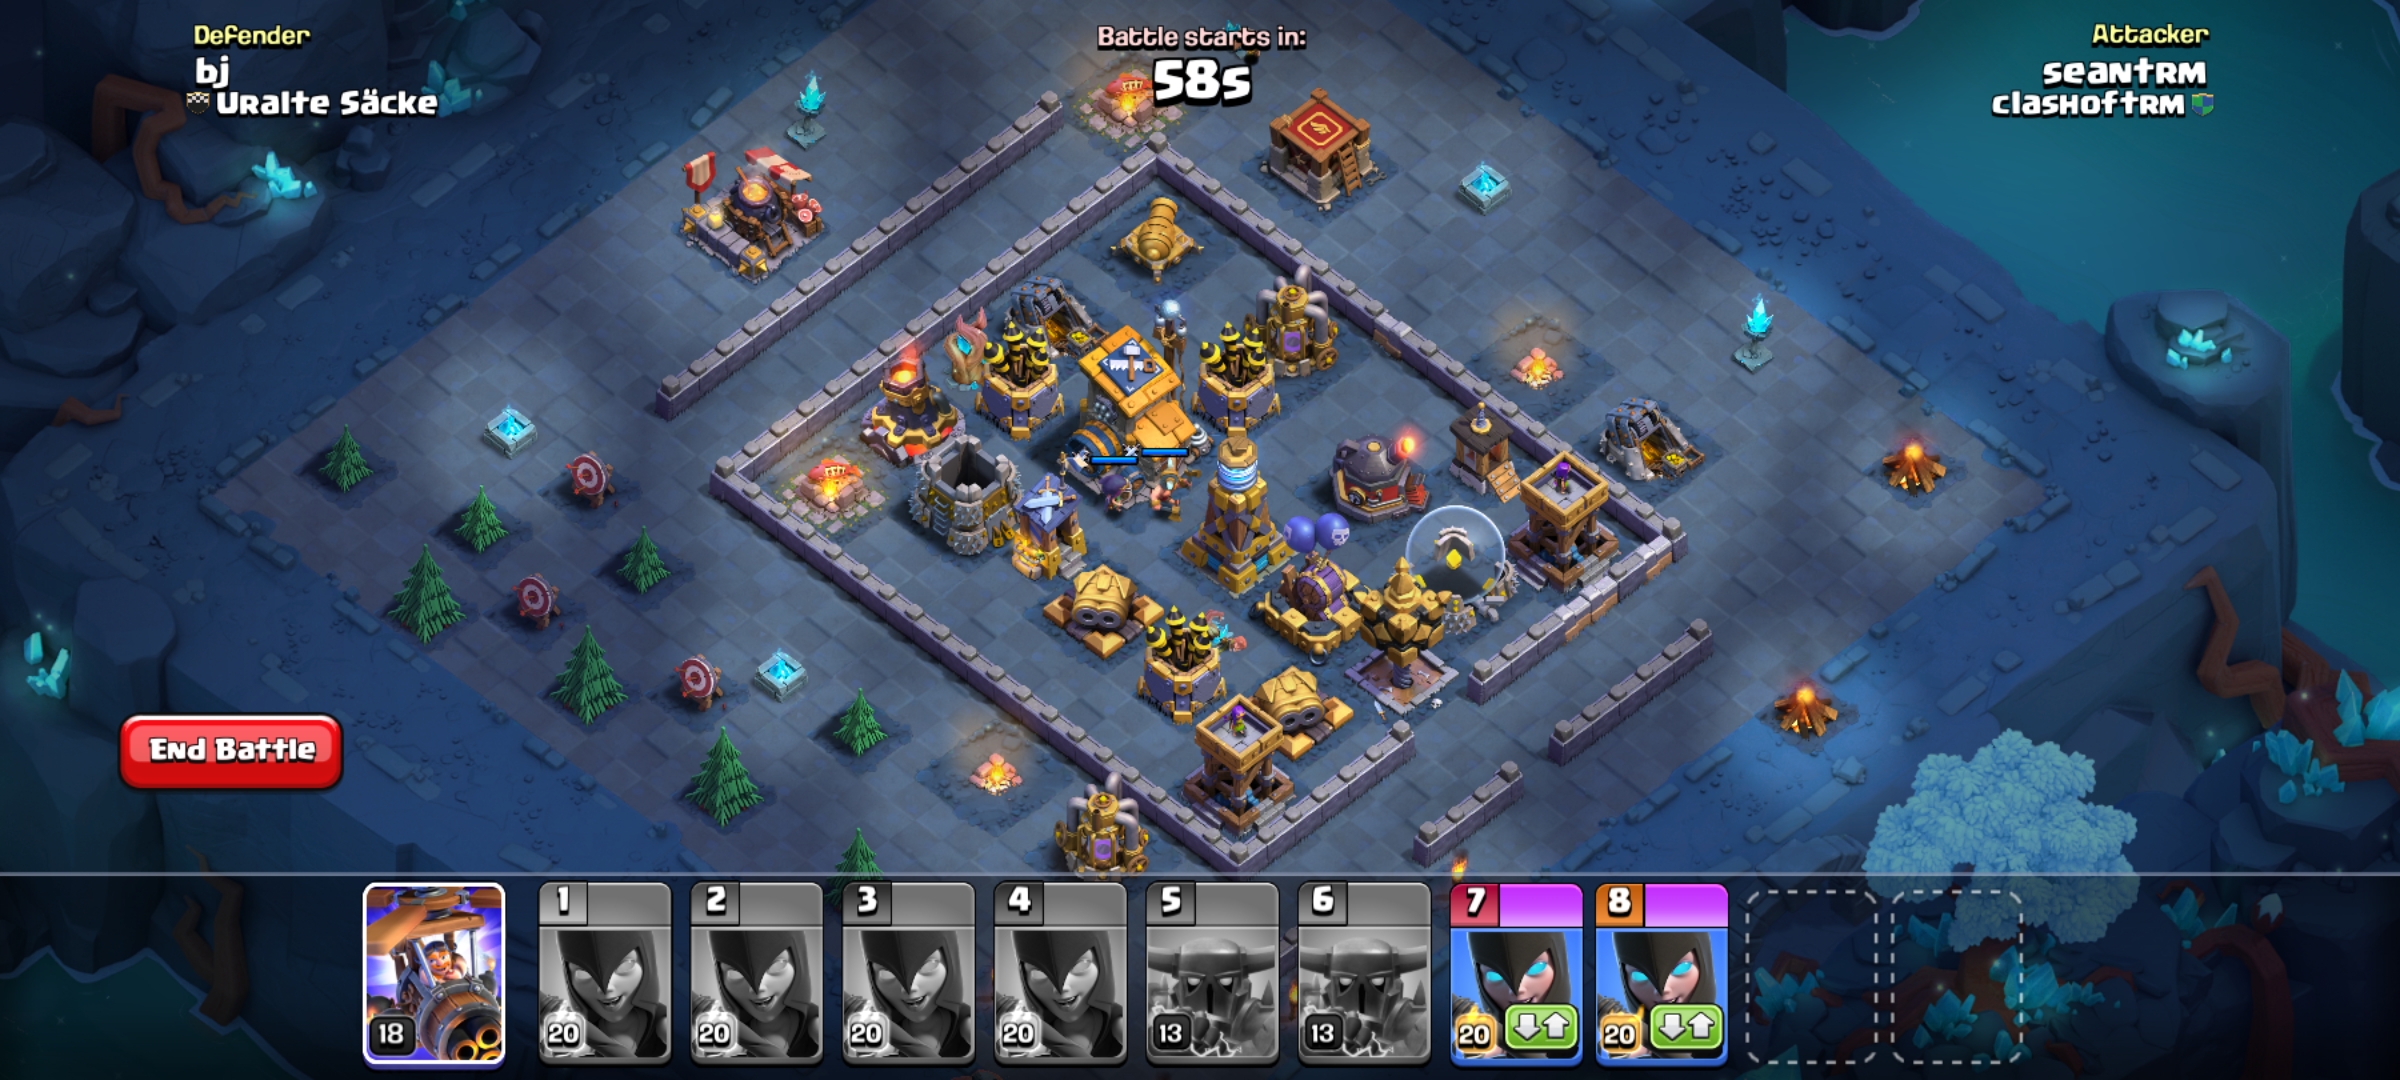 Defender
bj
Uralte Säcke
Battle starts in:
58s
Attacker
seantRM
clashoftRM
End Battle
18
1
20
2
20
3
20
4
20
5
13
6
13
7
20
8
20